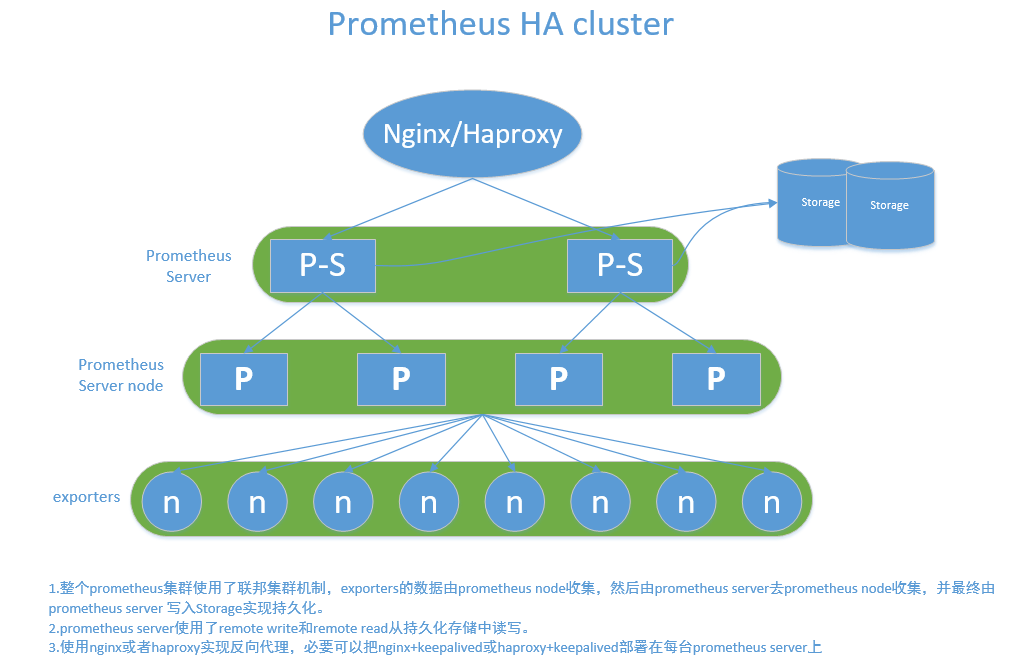 Prometheus HA cluster
Nginx/Haproxy
Storage
Storage
Prometheus
Server
P-S
P-S
Prometheus
Server node
P
P
P
P
exporters
n
n
n
n
n
n
n
n
1.整个prometheus集群使用了联邦集群机制，exporters的数据由prometheus node收集，然后由prometheus server去prometheus node收集，并最终由
prometheus server 写入Storage实现持久化。
2.prometheus server使用了remote write和remote read从持久化存储中读写。
3.使用nginx或者haproxy实现反向代理，必要可以把nginx+keepalived或haproxy+keepalived部署在每台prometheus server上